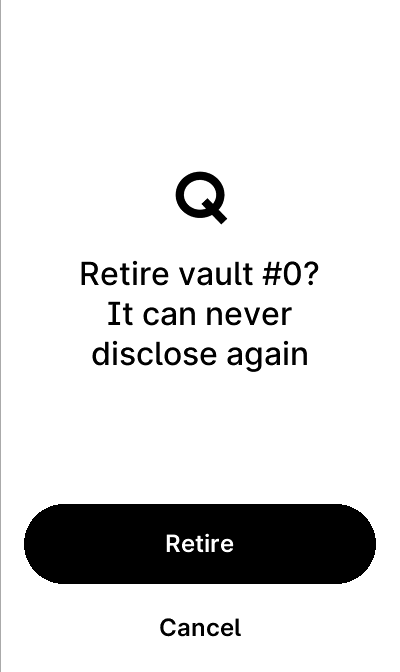 Q
Retire vault #0?
It can never
disclose again
Retire
Cancel